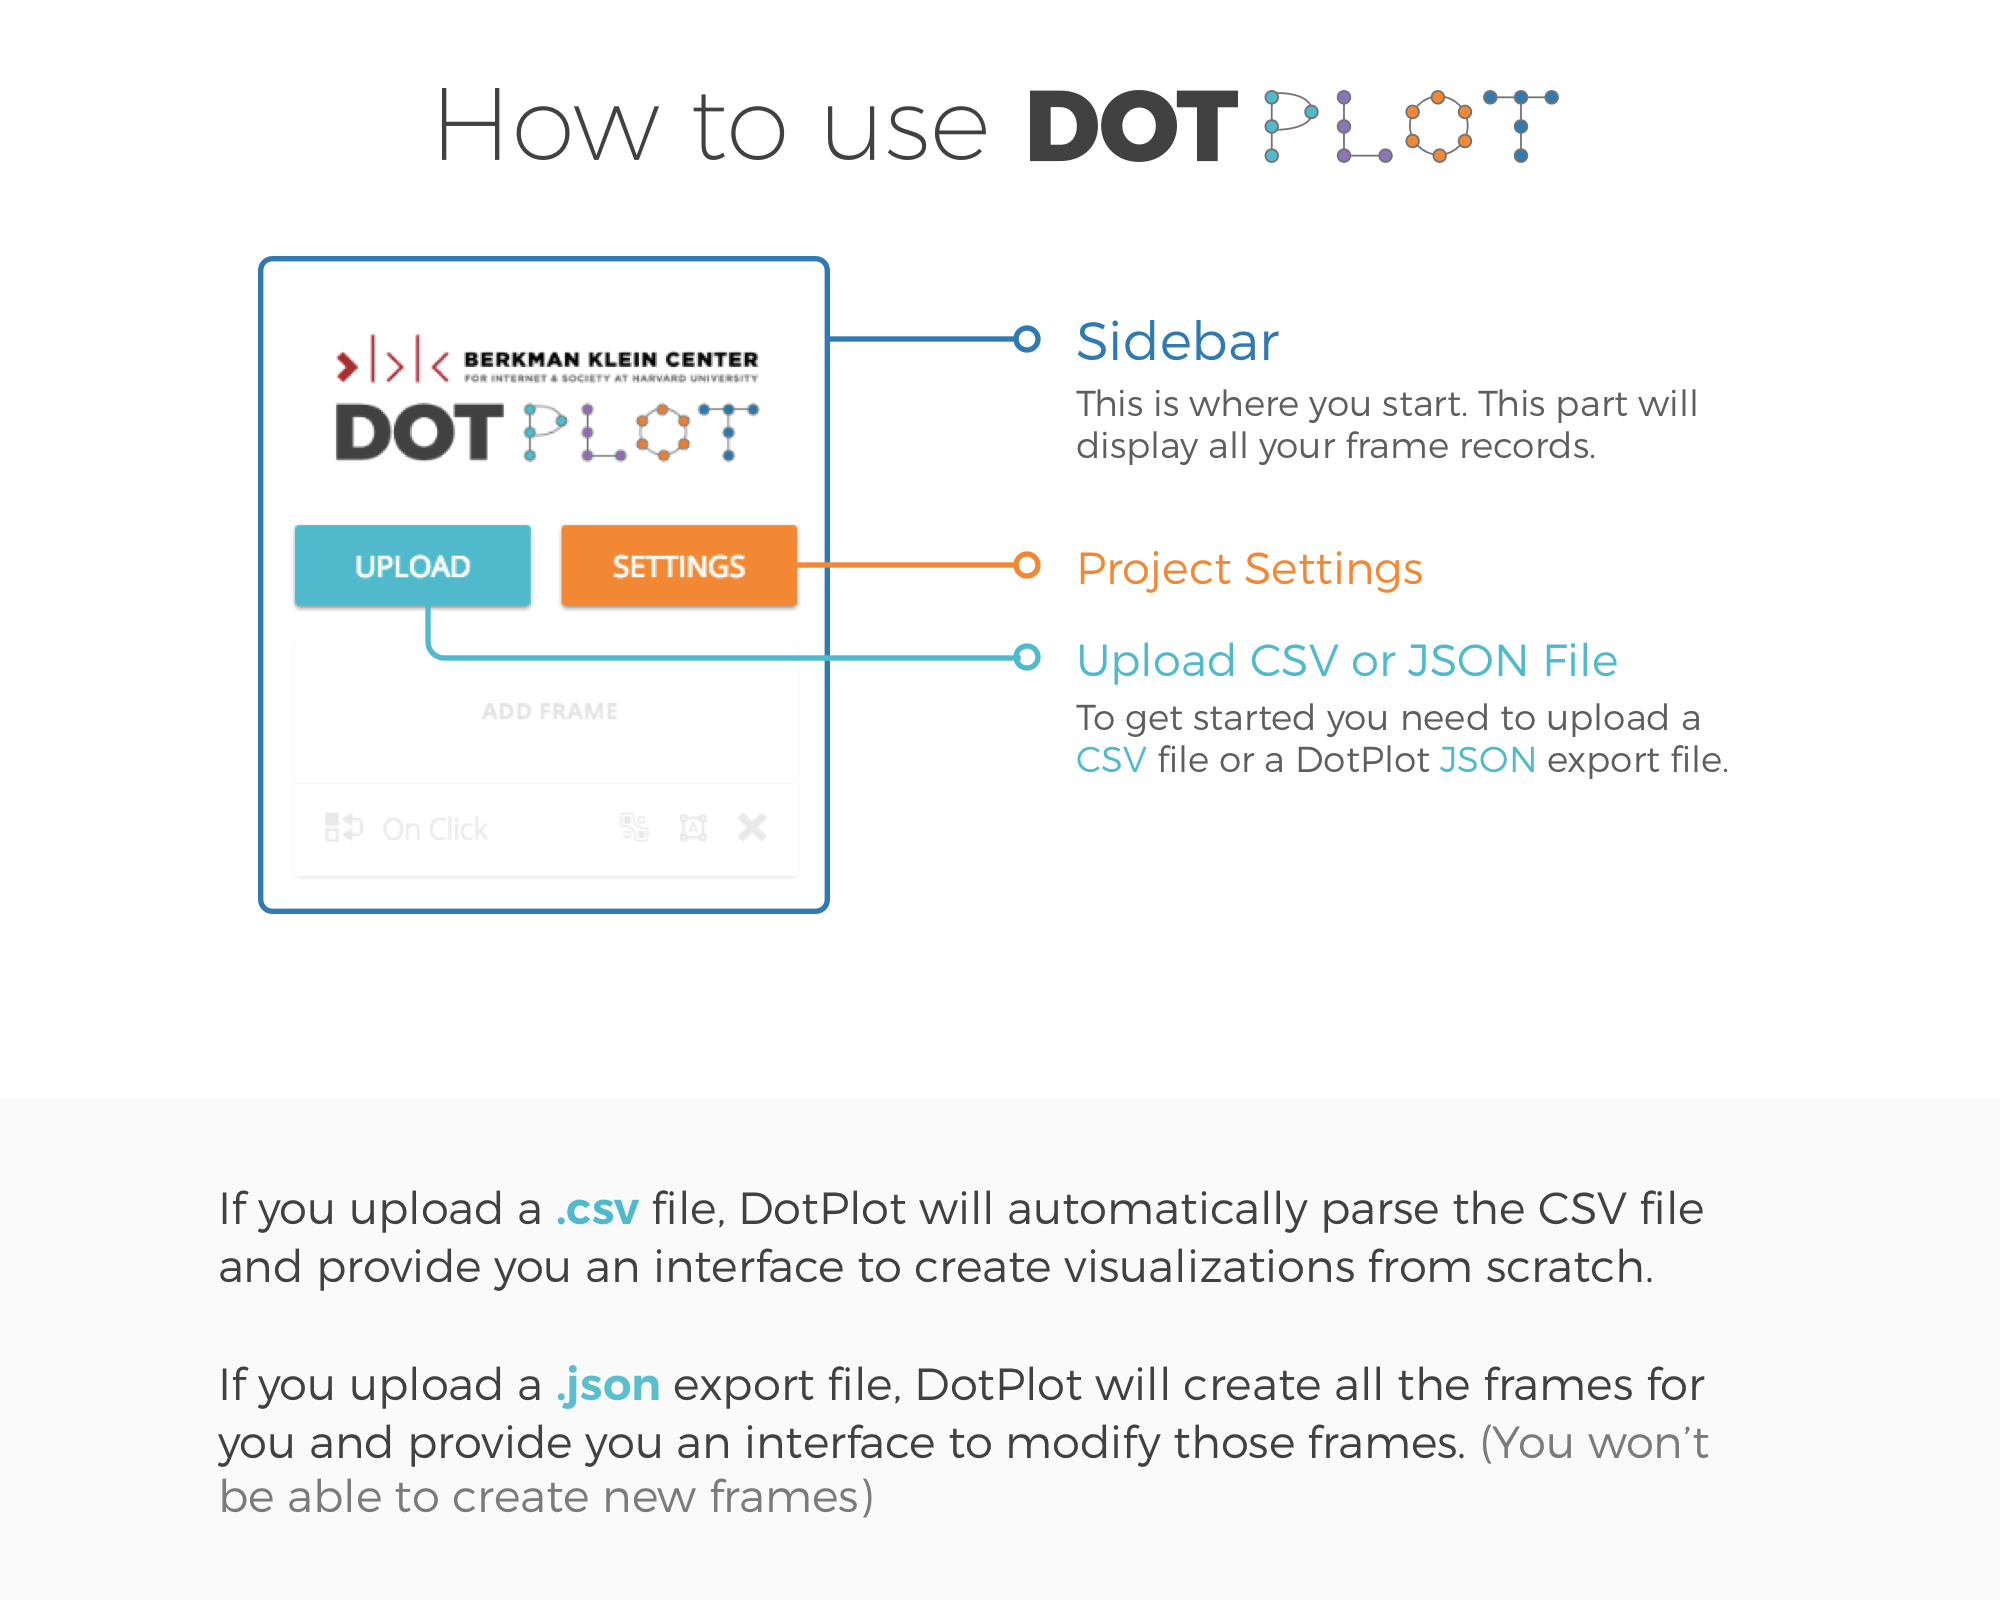 How to use DOT PLOT
BERKMAN KLEIN CENTER
FOR INTERNET & SOCIETY AT HARVARD UNIVERSITY
DOT PLOT
Sidebar
This is where you start. This part will
display all your frame records.
UPLOAD
SETTINGS
Project Settings
Upload CSV or JSON File
To get started you need to upload a
CSV file or a DotPlot JSON export file.
ADD FRAME
On Click
A
If you upload a .csv file, DotPlot will automatically parse the CSV file
and provide you an interface to create visualizations from scratch.
If you upload a .json export file, DotPlot will create all the frames for
you and provide you an interface to modify those frames. (You won’t
be able to create new frames)